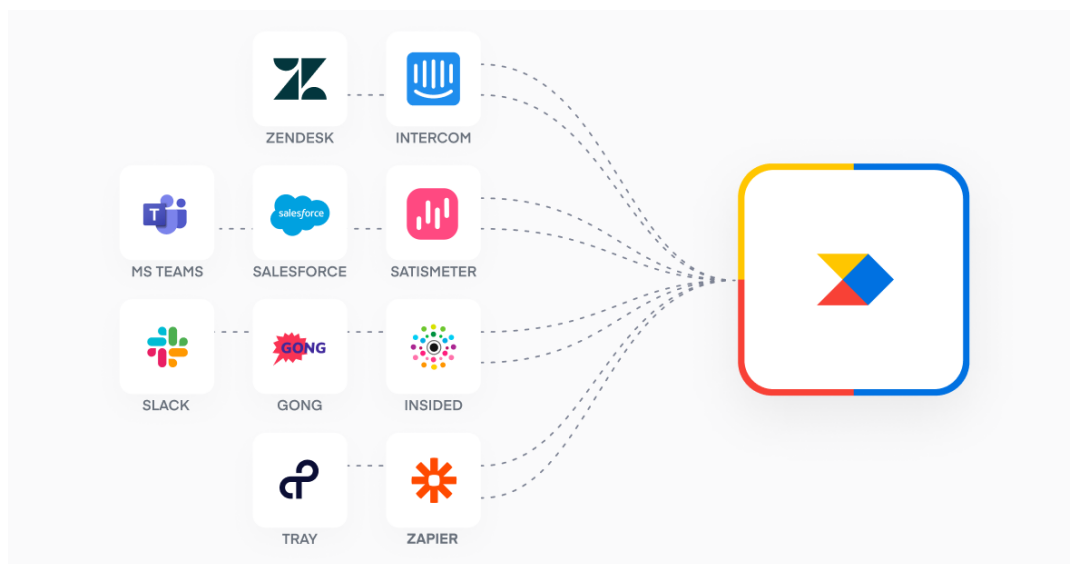 ZENDESK
INTERCOM
T
salesforce
MS TEAMS
SALESFORCE
SATISMETER
GONG
SLACK
GONG
INSIDED
TRAY
ZAPIER